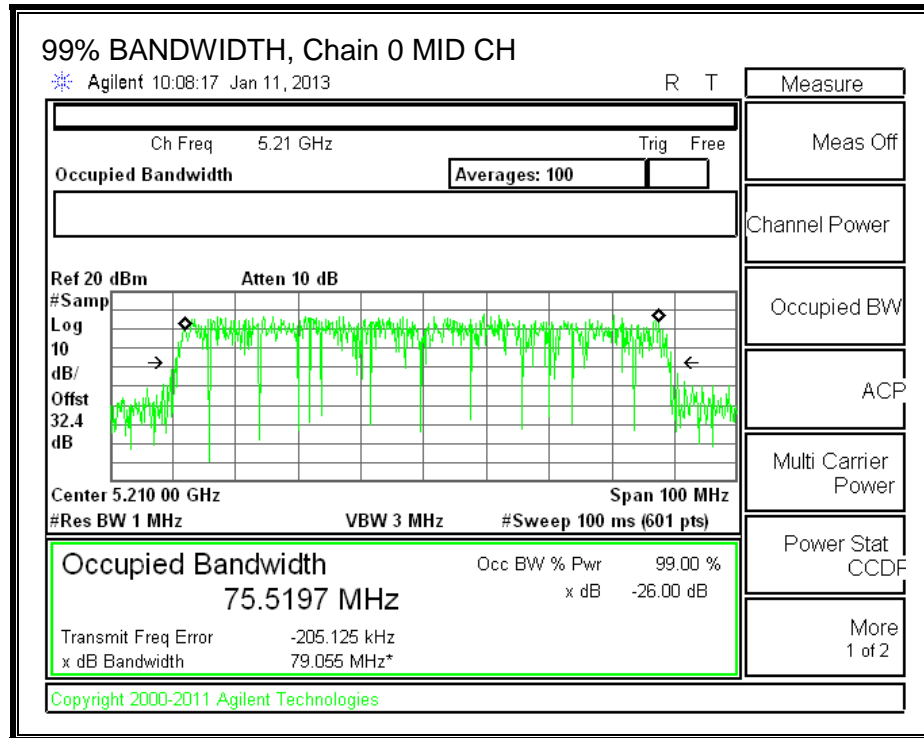 99% BANDWIDTH, Chain 0 MID CH
Agilent 10:08:17 Jan 11, 2013 R T
Measure
Ch Freq 5.21 GHz Trig Free
Meas Off
Occupied Bandwidth Averages: 100
Channel Power
Ref 20 dBm Atten 10 dB
#Samp
Log
10
dB/
Offst
32.4
dB
Occupied BW
ACP
Multi Carrier
Power
Center 5.210 00 GHz Span 100 MHz
#Res BW 1 MHz VBW 3 MHz #Sweep 100 ms (601 pts)
Power Stat
CCDF
Occupied Bandwidth Occ BW % Pwr 99.00 %
75.5197 MHz x dB -26.00 dB
Transmit Freq Error -205.125 kHz
x dB Bandwidth 79.055 MHz*
More
1 of 2
Copyright 2000-2011 Agilent Technologies